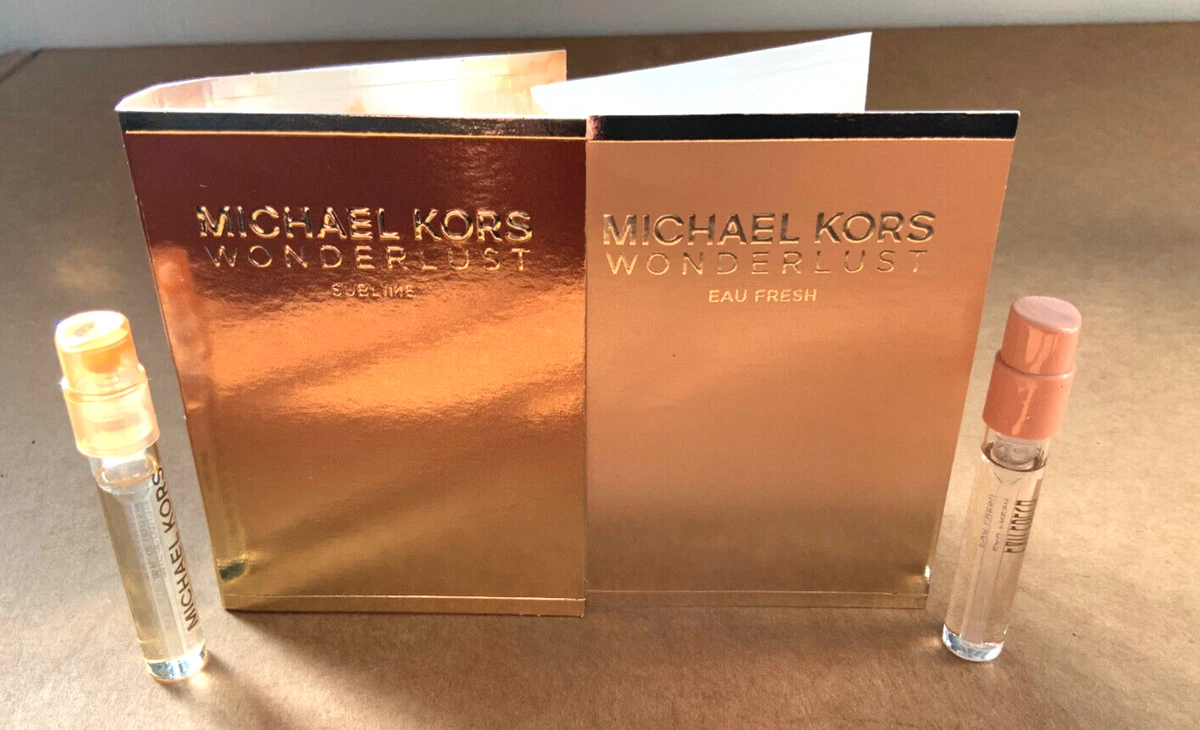 MICHAEL KORS
WONDERLUST
SUBLIME
MICHAEL KORS
WONDERLUST
EAU FRESH
MICHAEL KORS